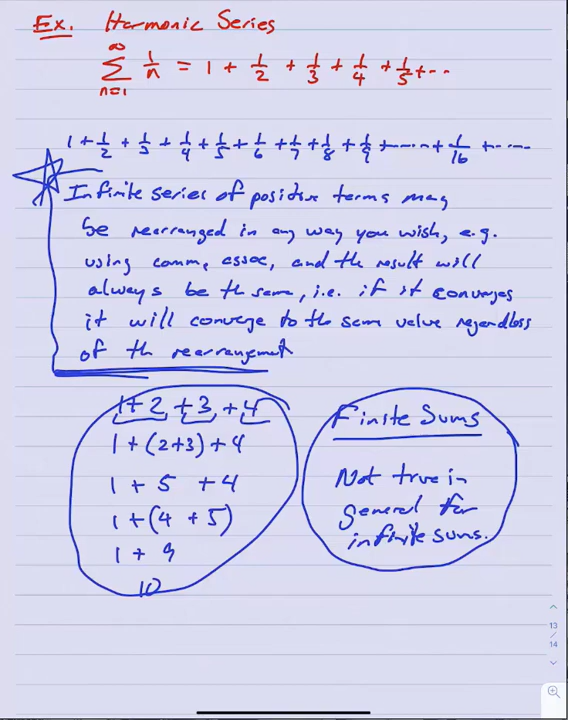 Ex. Harmonic Series
∞
∑ 1/n = 1 + 1/2 + 1/3 + 1/4 + 1/5 + ...
n=1
1 + 1/2 + 1/3 + 1/4 + 1/5 + 1/6 + 1/7 + 1/8 + 1/9 + ...... + 1/16 + ......
Infinite series of positive terms may
be rearranged in any way you wish, e.g.
using comm, assoc, and the result will
always be the same, i.e. if it converges
it will converge to the same value regardless
of the rearrangement
1 + 2 + 3 + 4
1 + (2+3) + 4
1 + 5 + 4
1 + (4 + 5)
1 + 9
10
Finite Sums
Not true in
general for
infinite sums.
13
/
14